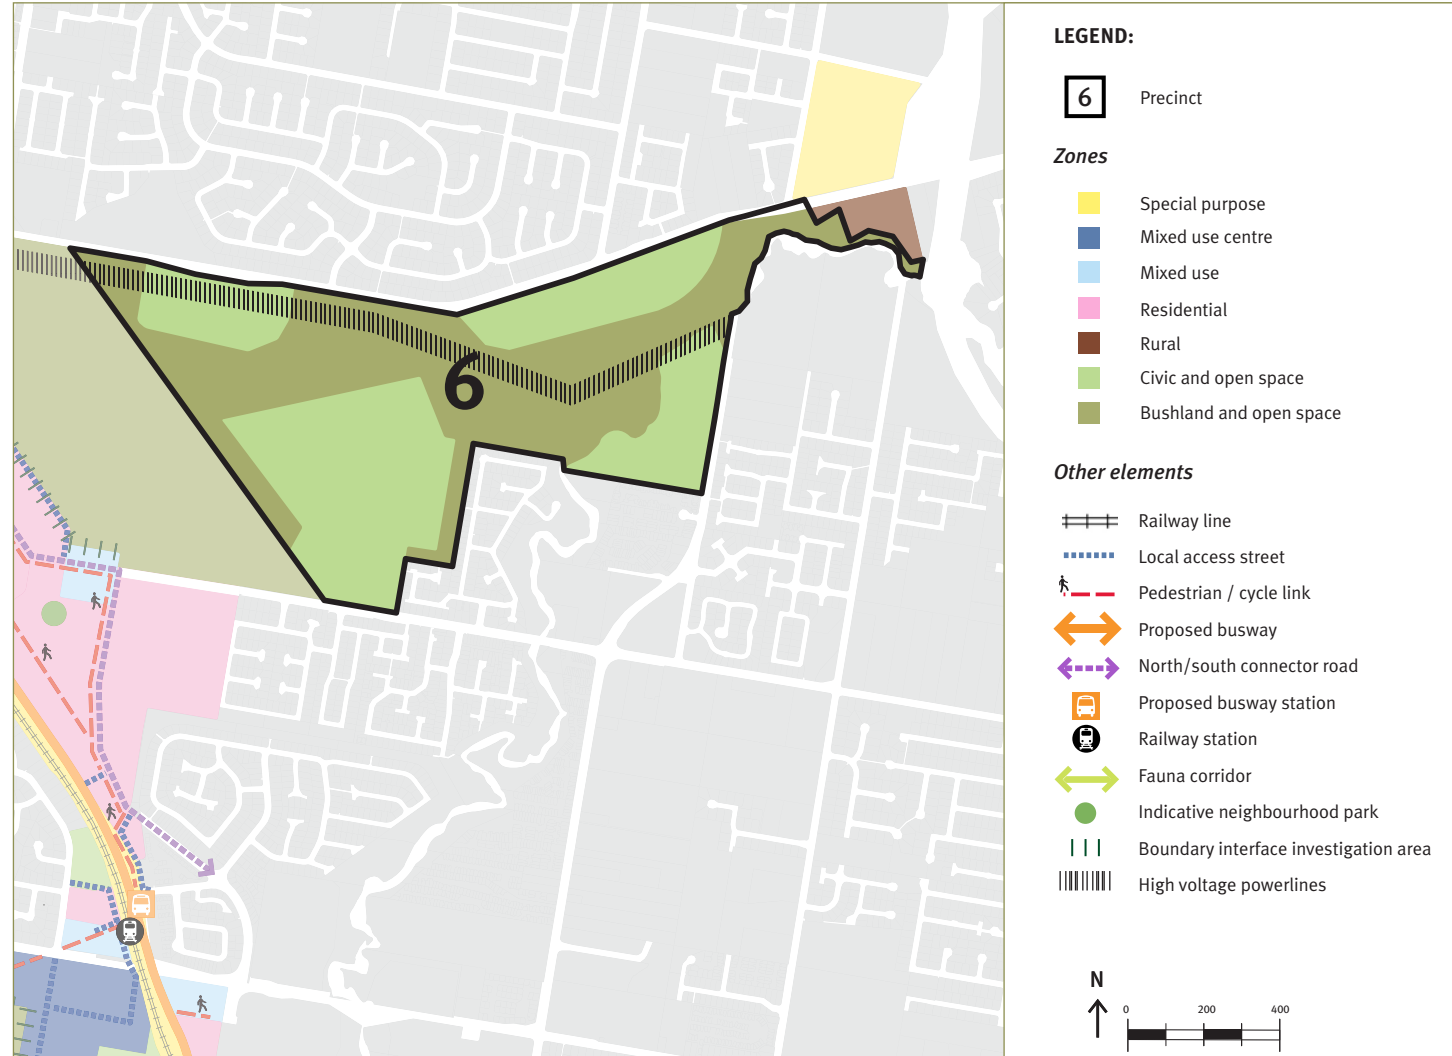 6
LEGEND:
6 Precinct
Zones
Special purpose
Mixed use centre
Mixed use
Residential
Rural
Civic and open space
Bushland and open space
Other elements
Railway line
Local access street
Pedestrian / cycle link
Proposed busway
North/south connector road
Proposed busway station
Railway station
Fauna corridor
Indicative neighbourhood park
Boundary interface investigation area
High voltage powerlines
N
0 200 400